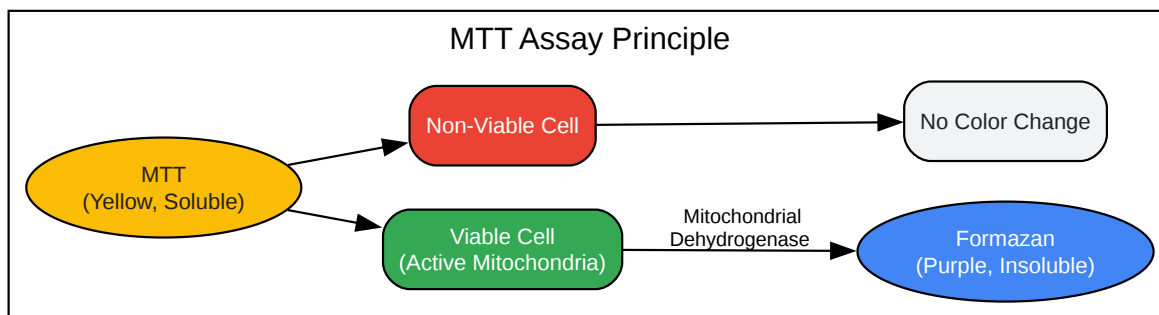 MTT Assay Principle
Non-Viable Cell
No Color Change
MTT
(Yellow, Soluble)
Viable Cell
(Active Mitochondria)
Mitochondrial
Dehydrogenase
Formazan
(Purple, Insoluble)